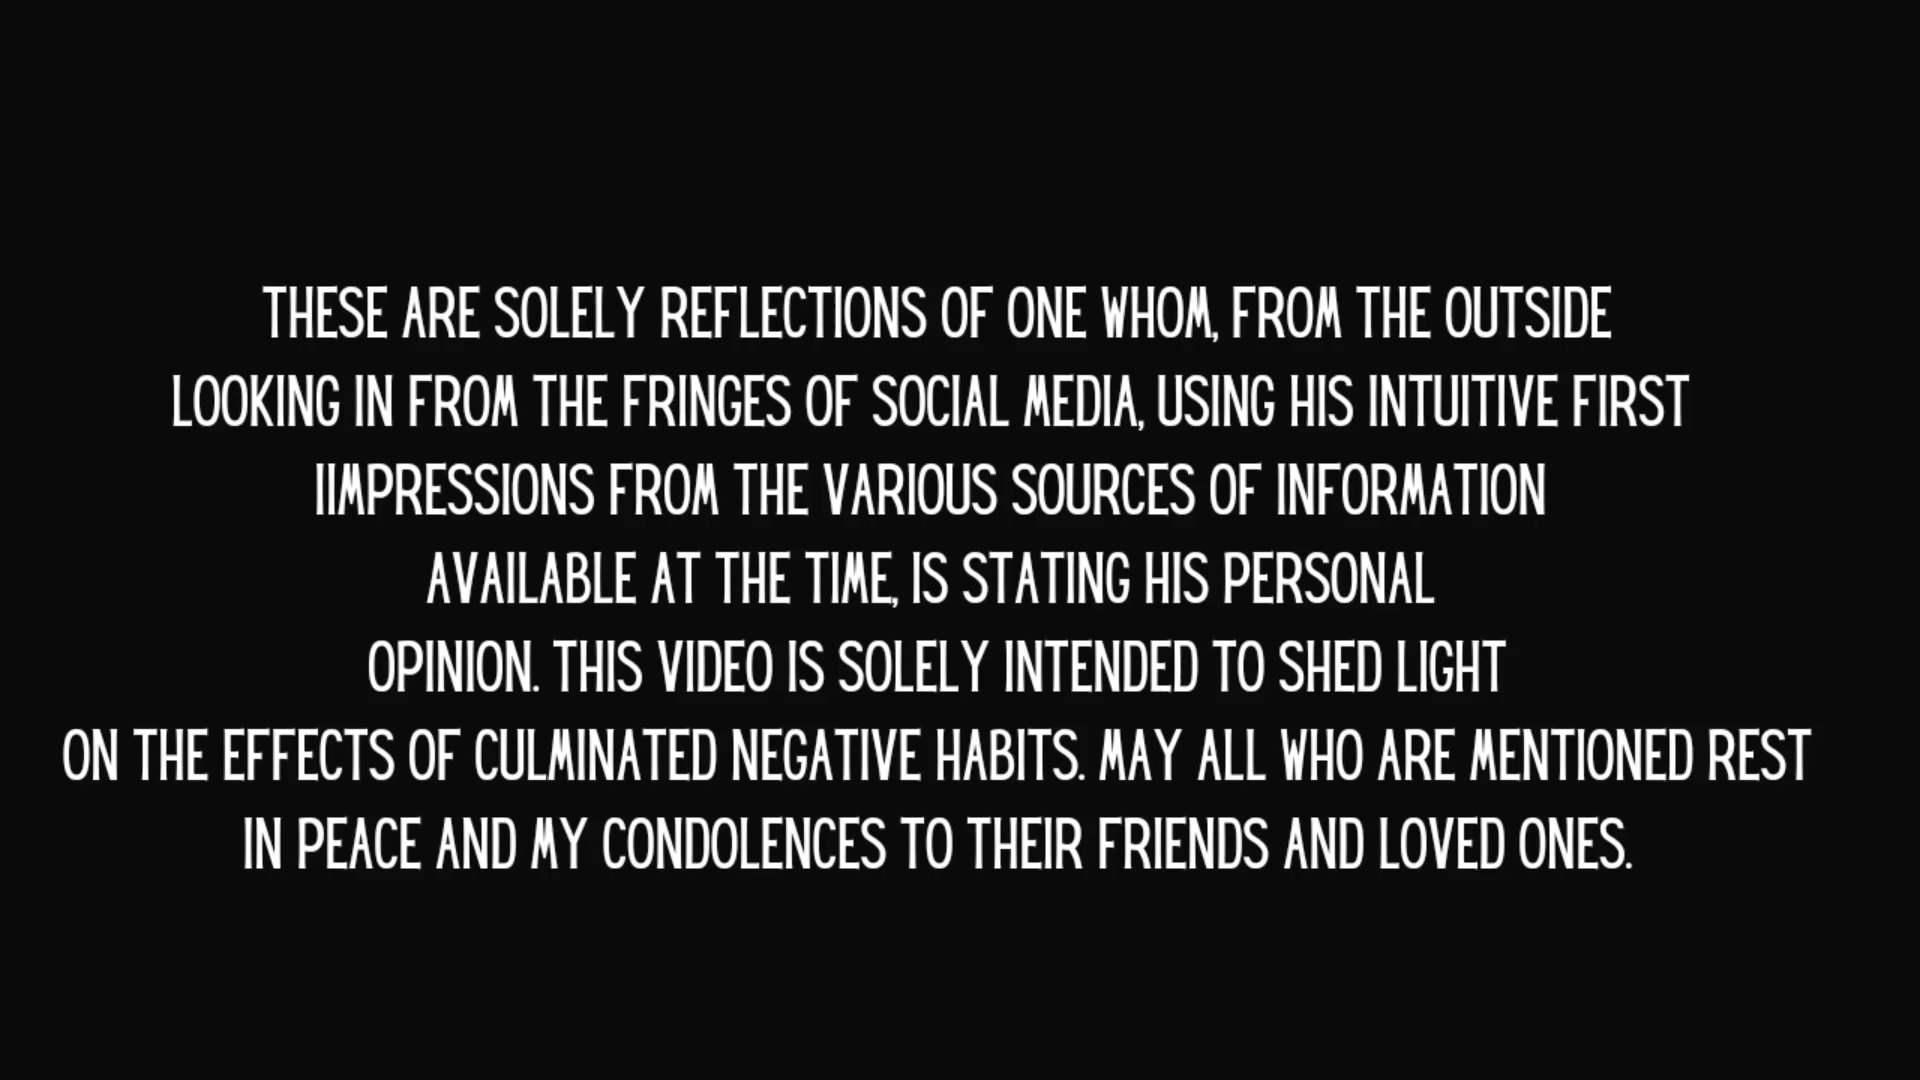 THESE ARE SOLELY REFLECTIONS OF ONE WHOM, FROM THE OUTSIDE
LOOKING IN FROM THE FRINGES OF SOCIAL MEDIA, USING HIS INTUITIVE FIRST
IIMPRESSIONS FROM THE VARIOUS SOURCES OF INFORMATION
AVAILABLE AT THE TIME, IS STATING HIS PERSONAL
OPINION. THIS VIDEO IS SOLELY INTENDED TO SHED LIGHT
ON THE EFFECTS OF CULMINATED NEGATIVE HABITS. MAY ALL WHO ARE MENTIONED REST
IN PEACE AND MY CONDOLENCES TO THEIR FRIENDS AND LOVED ONES.